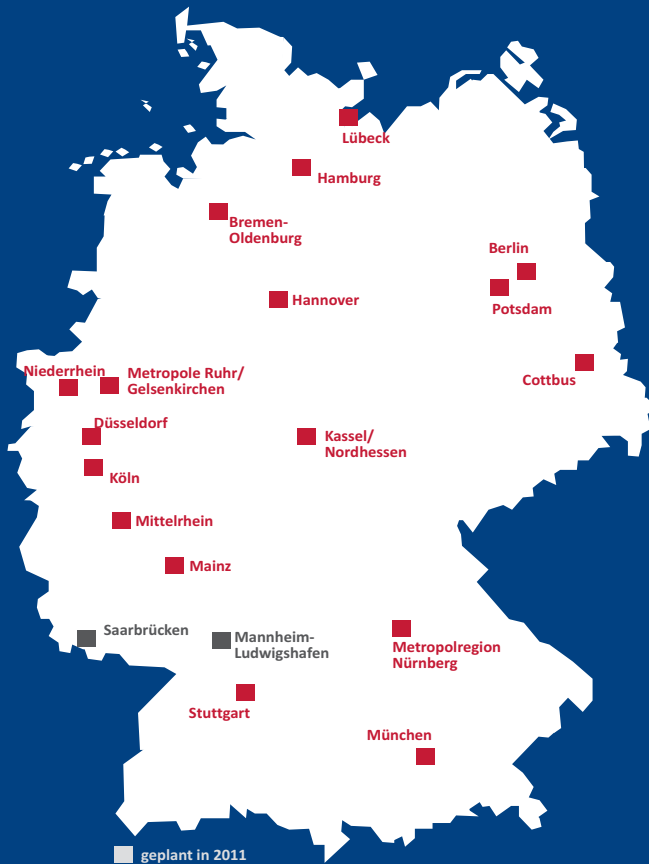 Lübeck
Hamburg
Bremen-
Oldenburg
Berlin
Hannover
Potsdam
Niederrhein
Metropole Ruhr/
Gelsenkirchen
Cottbus
Düsseldorf
Kassel/
Nordhessen
Köln
Mittelrhein
Mainz
Saarbrücken
Mannheim-
Ludwigshafen
Metropolregion
Nürnberg
Stuttgart
München
geplant in 2011